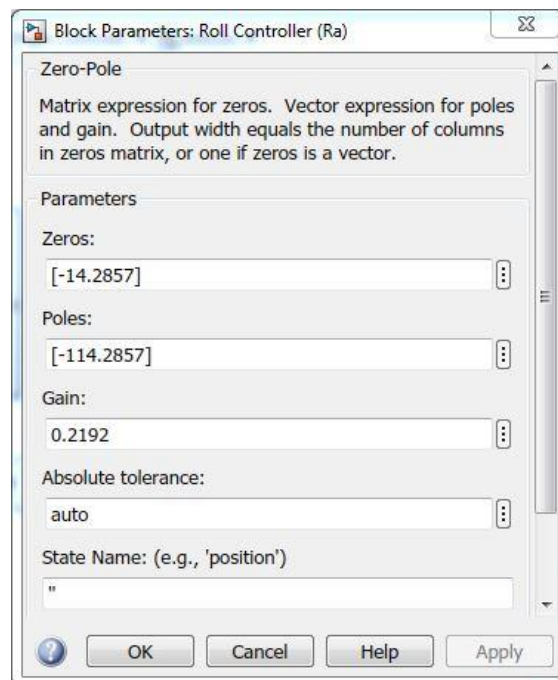 Block Parameters: Roll Controller (Ra)
Zero-Pole
Matrix expression for zeros.  Vector expression for poles
and gain.  Output width equals the number of columns
in zeros matrix, or one if zeros is a vector.
Parameters
Zeros:
[-14.2857]
Poles:
[-114.2857]
Gain:
0.2192
Absolute tolerance:
auto
State Name: (e.g., 'position')
''
OK Cancel Help Apply